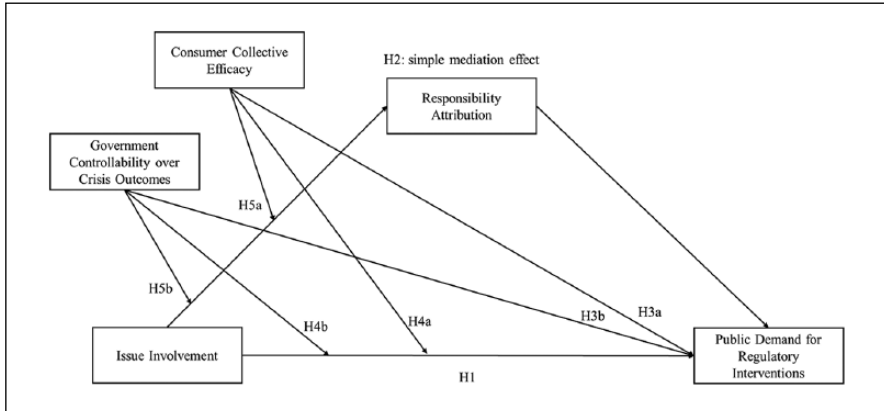 Consumer Collective
Efficacy
H2: simple mediation effect
Responsibility
Attribution
Government
Controllability over
Crisis Outcomes
H5a
H5b
H4b
H4a
H3b
H3a
Issue Involvement
H1
Public Demand for
Regulatory
Interventions